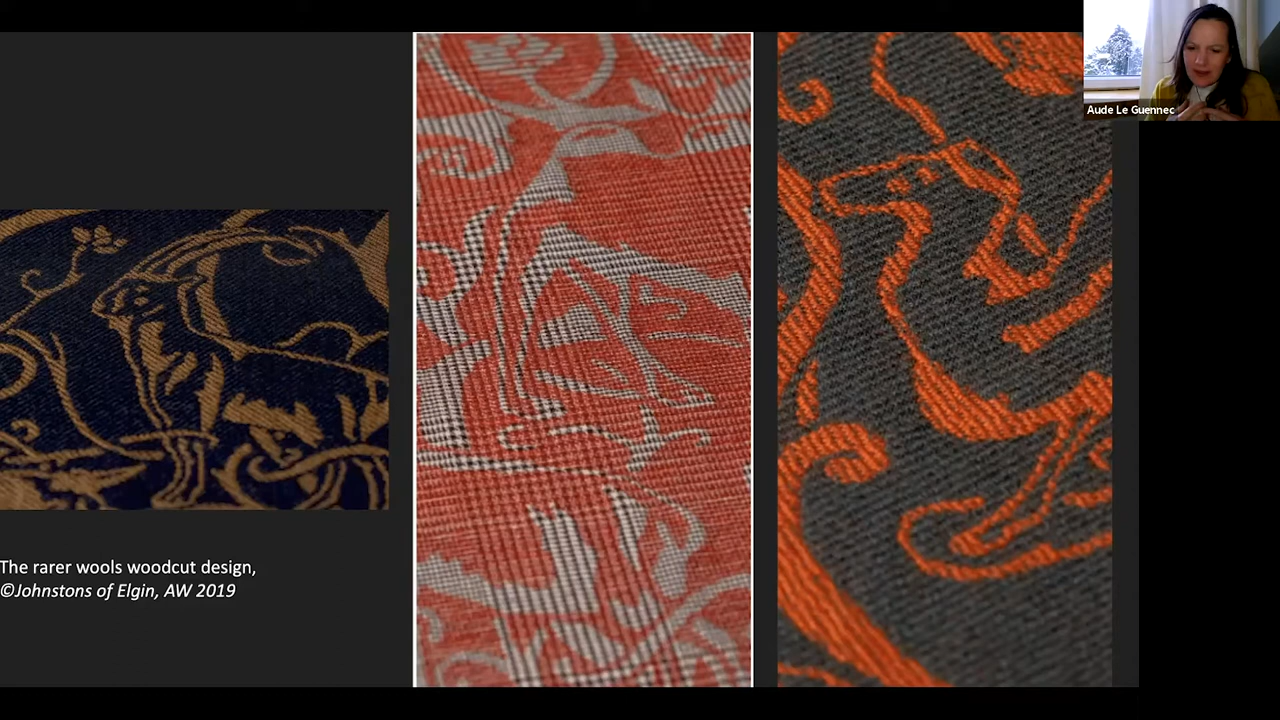 Aude Le Guennec
The rarer wools woodcut design,
©Johnstons of Elgin, AW 2019